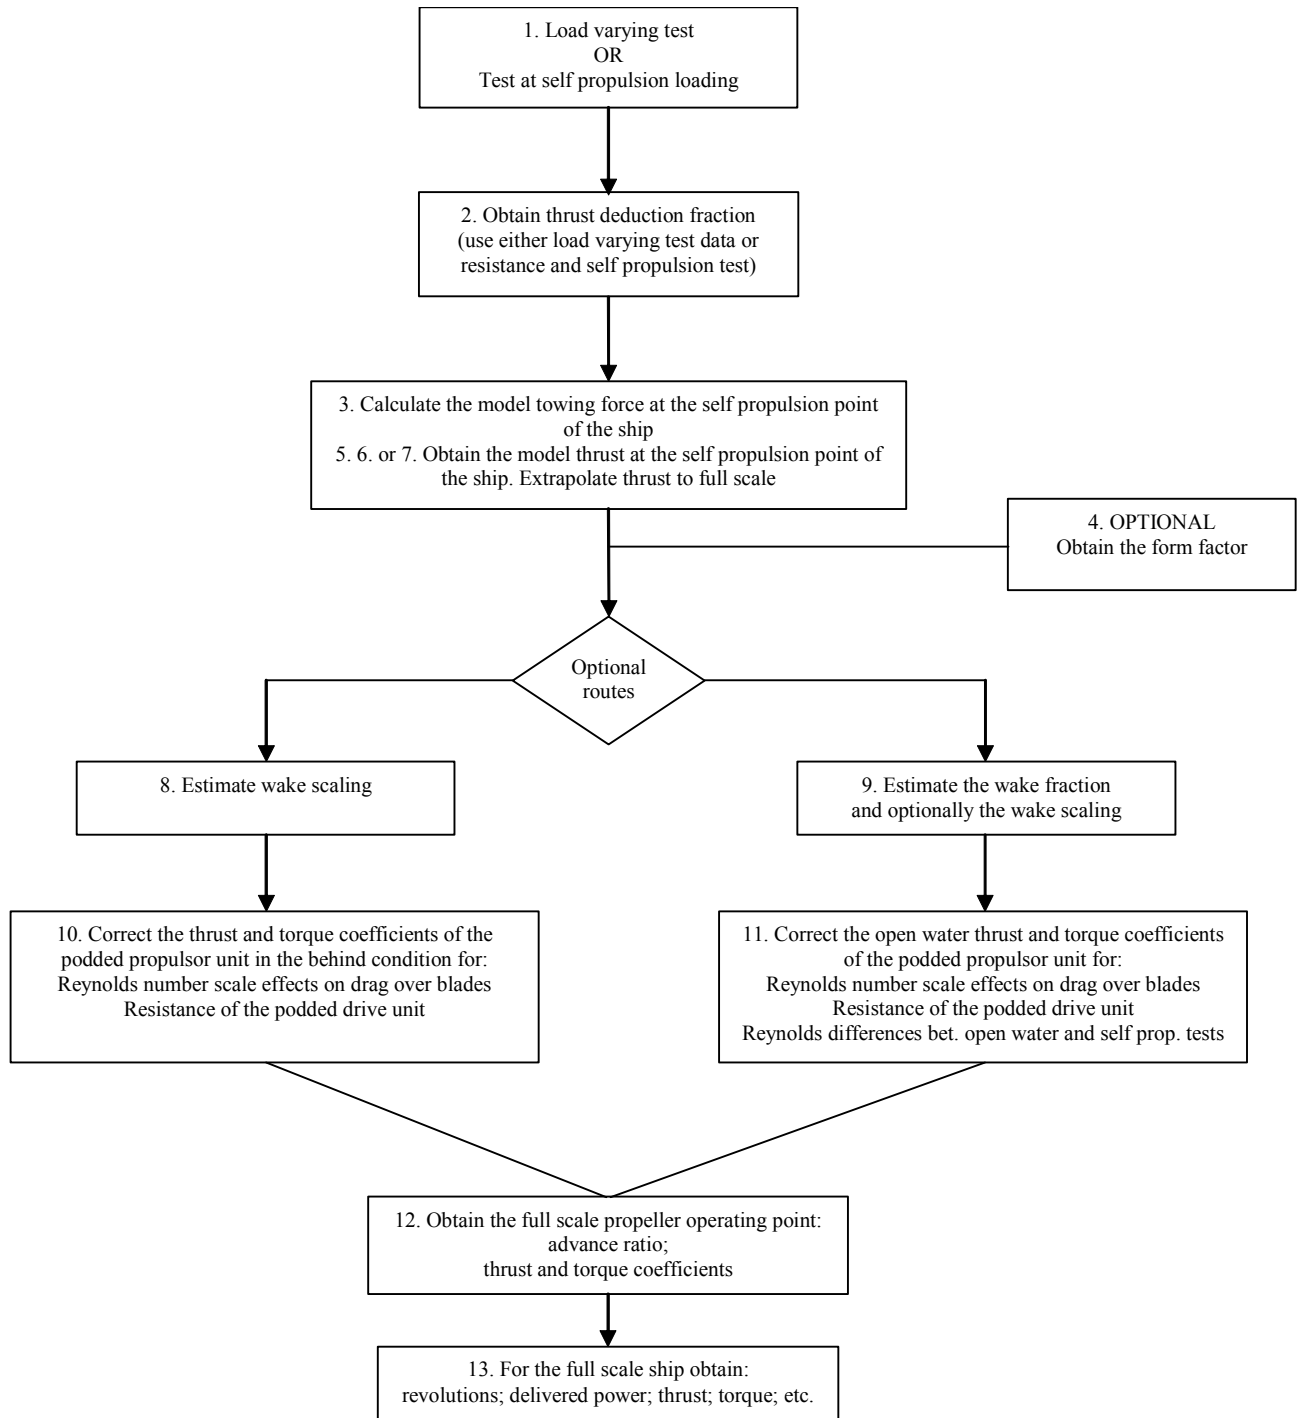 1. Load varying test
OR
Test at self propulsion loading
2. Obtain thrust deduction fraction
(use either load varying test data or
resistance and self propulsion test)
3. Calculate the model towing force at the self propulsion point
of the ship
5. 6. or 7. Obtain the model thrust at the self propulsion point of
the ship. Extrapolate thrust to full scale
4. OPTIONAL
Obtain the form factor
Optional
routes
8. Estimate wake scaling
9. Estimate the wake fraction
and optionally the wake scaling
10. Correct the thrust and torque coefficients of the
podded propulsor unit in the behind condition for:
Reynolds number scale effects on drag over blades
Resistance of the podded drive unit
11. Correct the open water thrust and torque coefficients
of the podded propulsor unit for:
Reynolds number scale effects on drag over blades
Resistance of the podded drive unit
Reynolds differences bet. open water and self prop. tests
12. Obtain the full scale propeller operating point:
advance ratio;
thrust and torque coefficients
13. For the full scale ship obtain:
revolutions; delivered power; thrust; torque; etc.